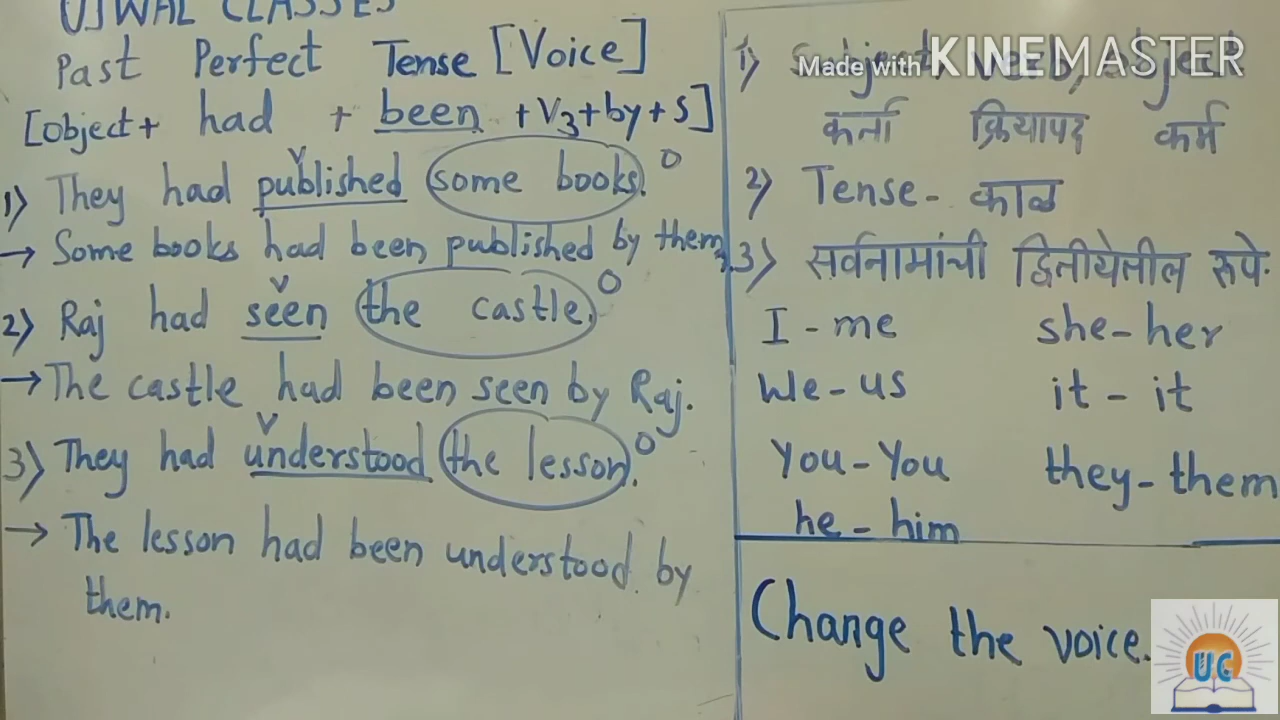 UJWAL CLASSES
Past Perfect Tense [Voice]
[object + had + been + V3 + by + S]
1) They had published some books.
V
O
→ Some books had been published by them.
2) Raj had seen the castle.
V
O
→ The castle had been seen by Raj.
3) They had understood the lesson.
V
O
→ The lesson had been understood by
them.
1) Subject, verb, object
Made with KINEMASTER
कर्ता क्रियापद कर्म
2) Tense - काळ
3) सर्वनामांची द्वितीयेतील रूपे.
I - me she - her
We - us it - it
You - You they - them
he - him
Change the voice.
UC